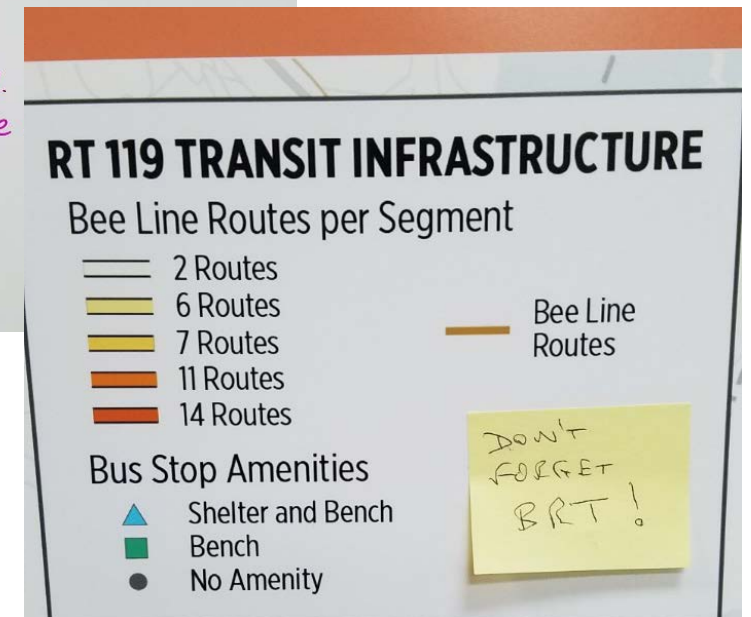 e
RT 119 TRANSIT INFRASTRUCTURE
Bee Line Routes per Segment
2 Routes
6 Routes
7 Routes
11 Routes
14 Routes
Bee Line
Routes
Bus Stop Amenities
Shelter and Bench
Bench
No Amenity
DON'T
FORGET
BRT!